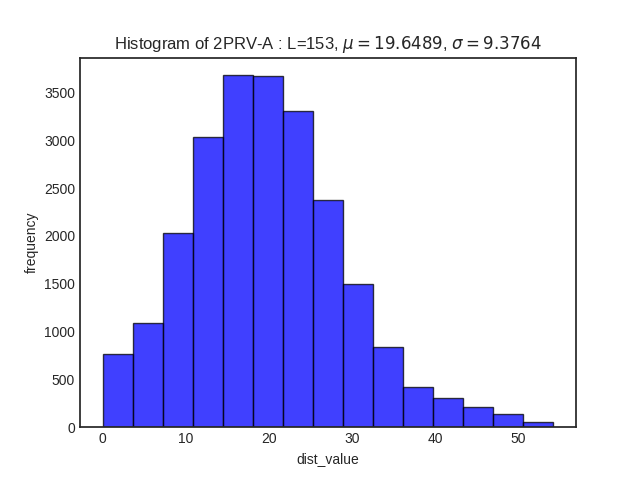 Histogram of 2PRV-A : L=153, μ = 19.6489, σ = 9.3764
3500
3000
2500
2000
1500
1000
500
0
frequency
0 10 20 30 40 50
dist_value